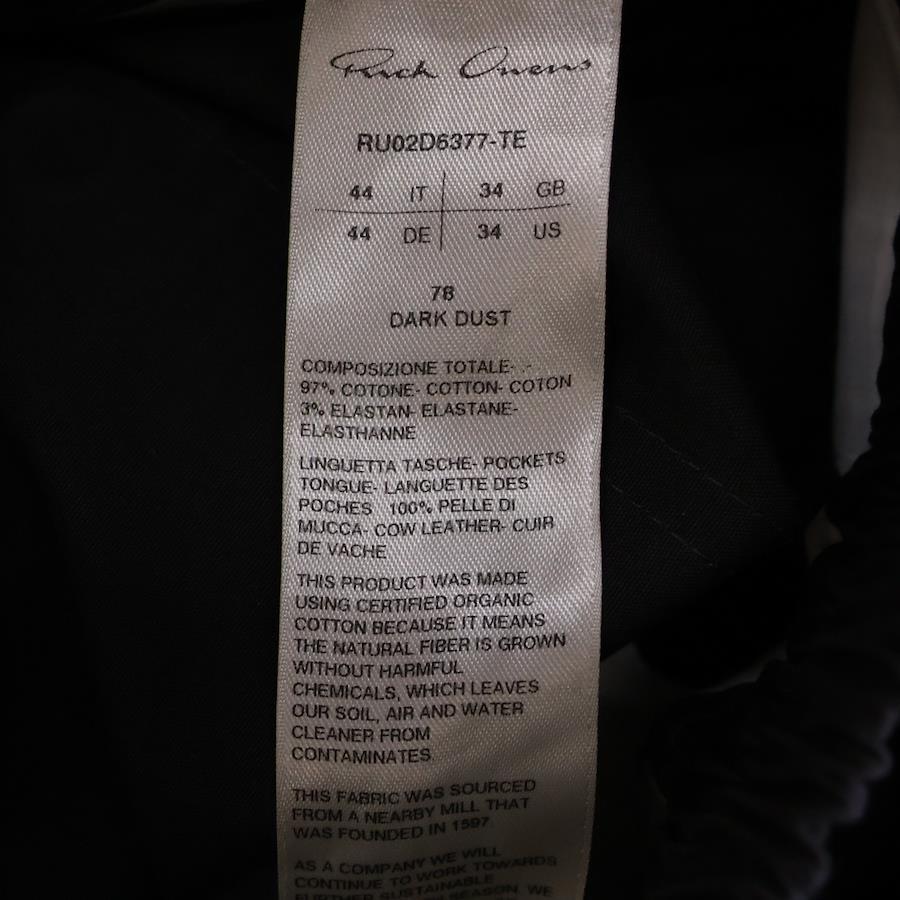 Rick Owens
RU02D6377-TE
44 IT 34 GB
44 DE 34 US
78
DARK DUST
COMPOSIZIONE TOTALE- .-
97% COTONE- COTTON- COTON
3% ELASTAN- ELASTANE-
ELASTHANNE
LINGUETTA TASCHE- POCKETS
TONGUE- LANGUETTE DES
POCHES 100% PELLE DI
MUCCA- COW LEATHER- CUIR
DE VACHE
THIS PRODUCT WAS MADE
USING CERTIFIED ORGANIC
COTTON BECAUSE IT MEANS
THE NATURAL FIBER IS GROWN
WITHOUT HARMFUL
CHEMICALS, WHICH LEAVES
OUR SOIL, AIR AND WATER
CLEANER FROM
CONTAMINATES.
THIS FABRIC WAS SOURCED
FROM A NEARBY MILL THAT
WAS FOUNDED IN 1597.
AS A COMPANY WE WILL
CONTINUE TO WORK TOWARDS
FURTHER SUSTAINABLE
SEASON. WE